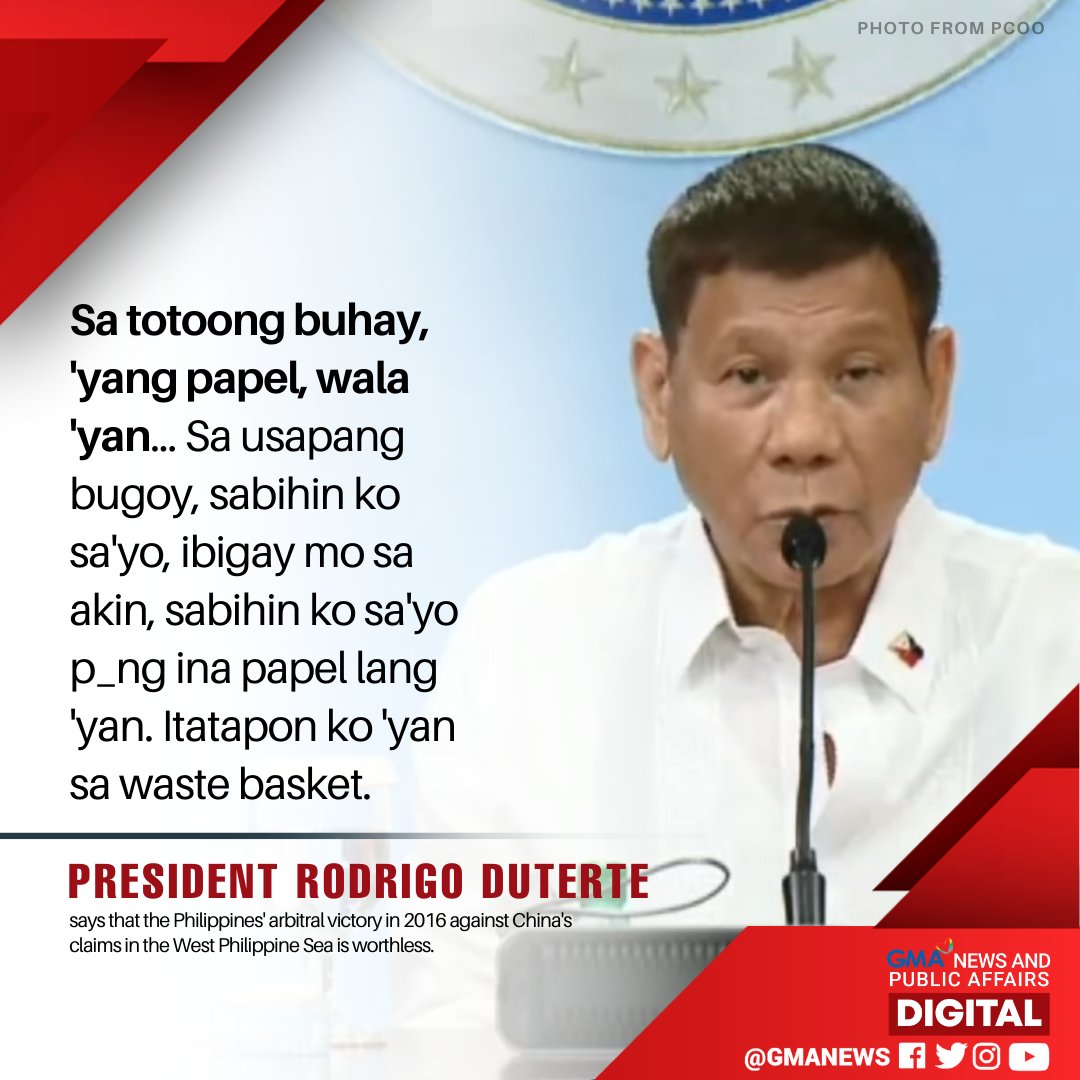 PHOTO FROM PCOO
Sa totoong buhay,
'yang papel, wala
'yan... Sa usapang
bugoy, sabihin ko
sa'yo, ibigay mo sa
akin, sabihin ko sa'yo
p_ng ina papel lang
'yan. Itatapon ko 'yan
sa waste basket.
PRESIDENT RODRIGO DUTERTE
says that the Philippines' arbitral victory in 2016 against China's
claims in the West Philippine Sea is worthless.
GMA NEWS AND
PUBLIC AFFAIRS
DIGITAL
@GMANEWS